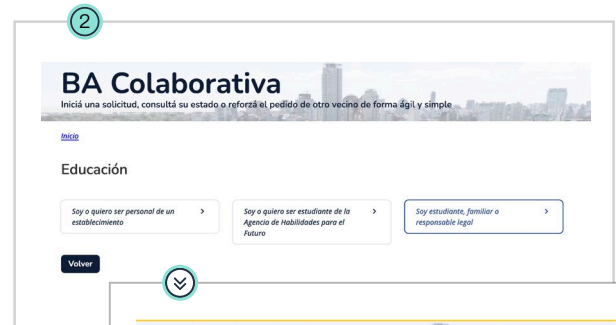 2
BA Colaborativa
Iniciá una solicitud, consultá su estado o reforzá el pedido de otro vecino de forma ágil y simple
Inicio
Educación
Soy o quiero ser personal de un
establecimiento
Soy o quiero ser estudiante de la
Agencia de Habilidades para el
Futuro
Soy estudiante, familiar o
responsable legal
Volver